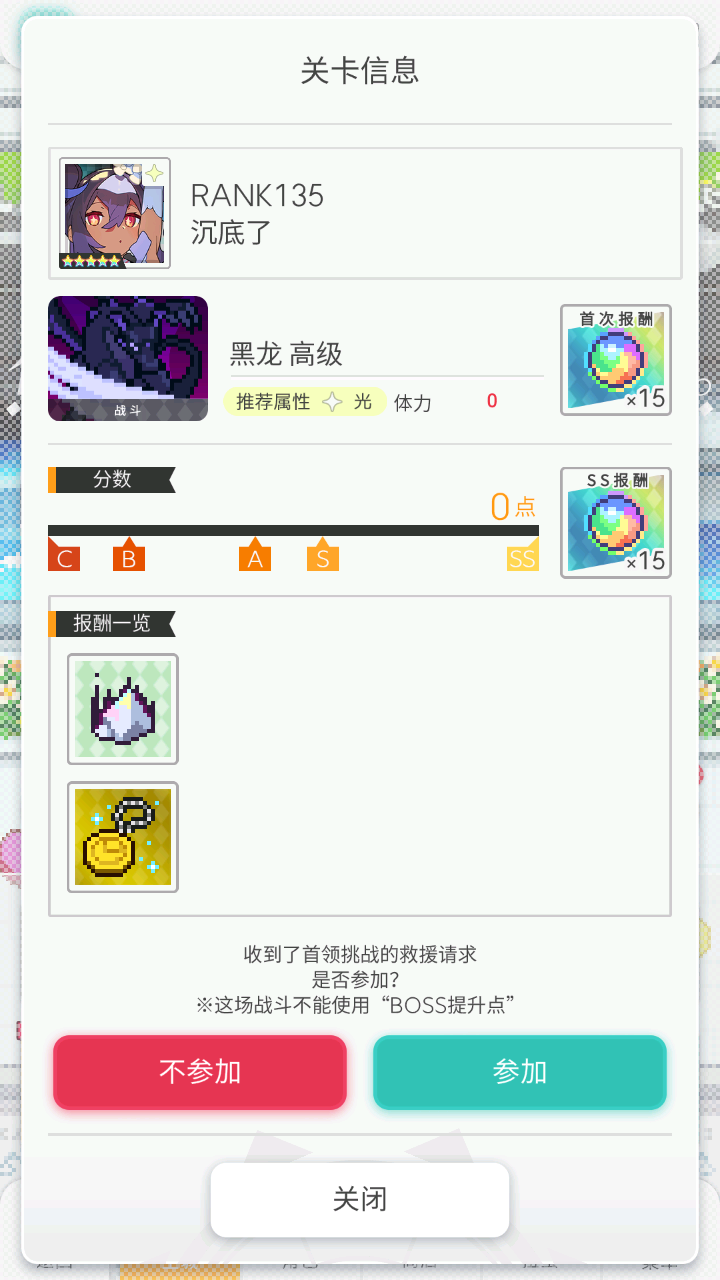 关卡信息
RANK135
沉底了
首次报酬
×15
黑龙 高级
战斗
推荐属性 光 体力 0
分数
SS报酬
×15
0点
C B A S SS
报酬一览
收到了首领挑战的救援请求
是否参加?
※这场战斗不能使用“BOSS提升点”
不参加 参加
关闭